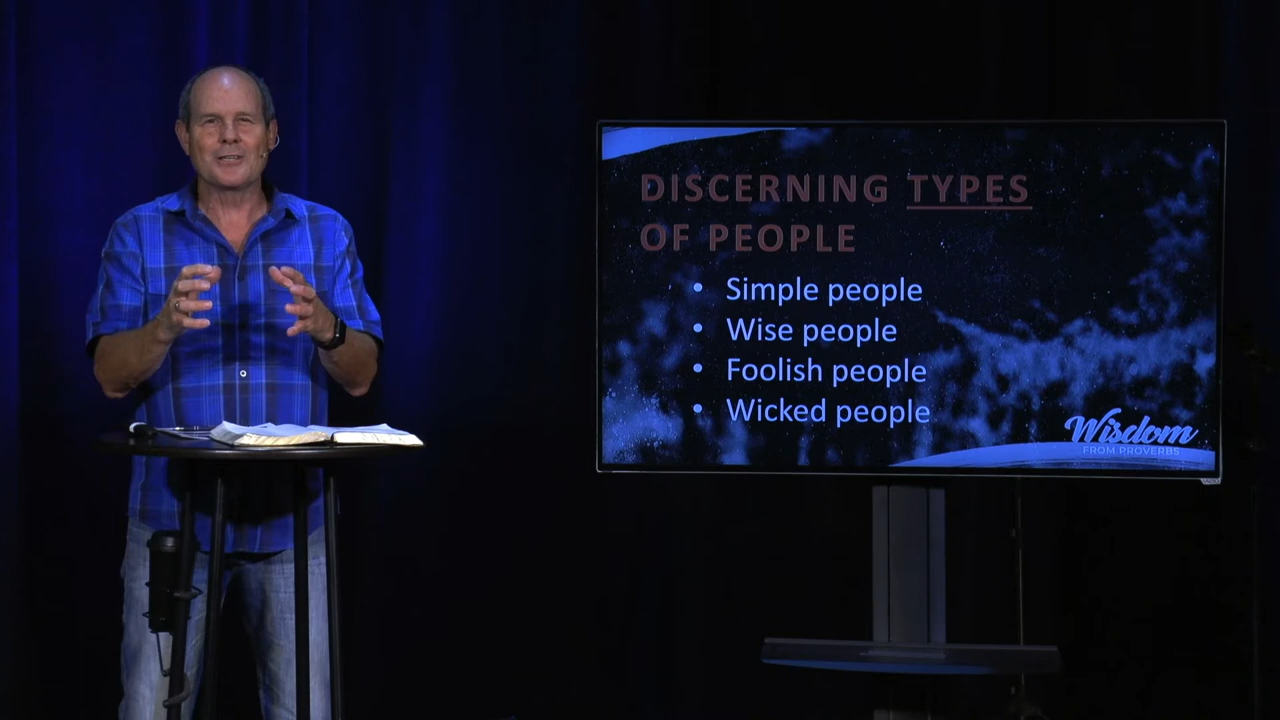 DISCERNING TYPES
OF PEOPLE
• Simple people
• Wise people
• Foolish people
• Wicked people
Wisdom
FROM PROVERBS